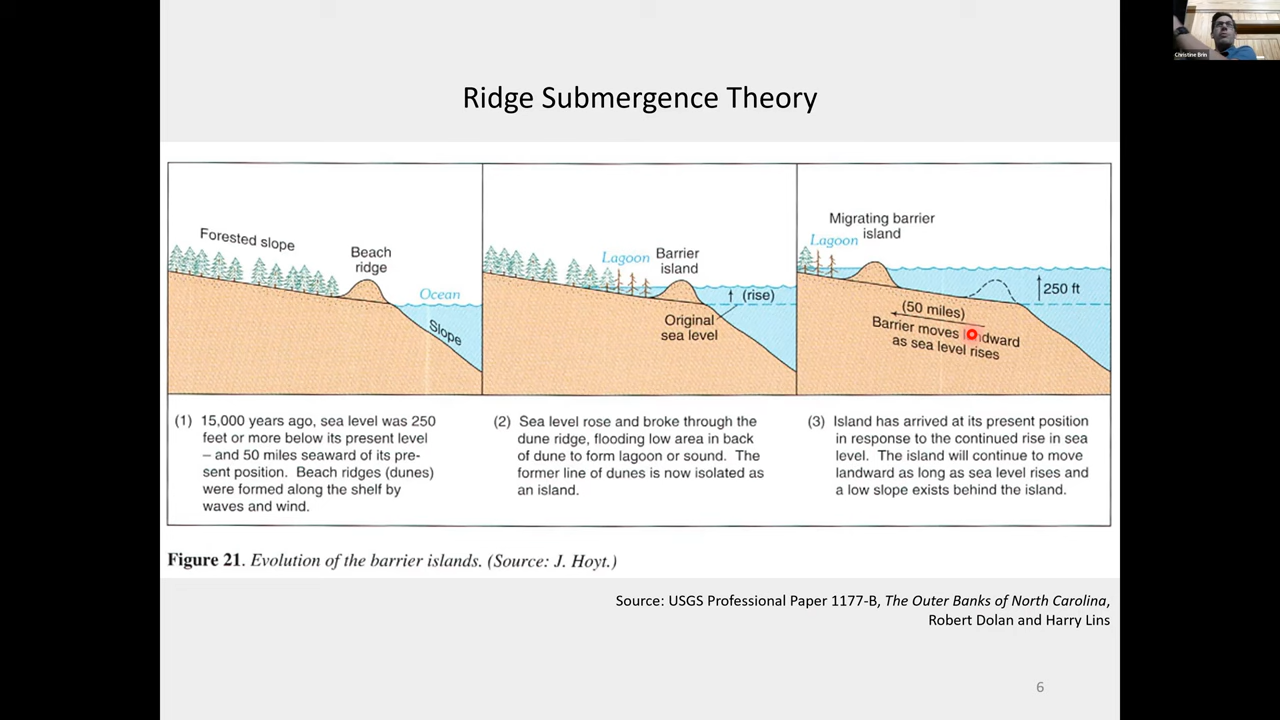 Christine Brin
Ridge Submergence Theory
Forested slope
Beach
ridge
Ocean
Slope
Lagoon
Barrier
island
(rise)
Original
sea level
Migrating barrier
island
Lagoon
250 ft
(50 miles)
Barrier moves landward
as sea level rises
(1) 15,000 years ago, sea level was 250
feet or more below its present level
– and 50 miles seaward of its pre-
sent position. Beach ridges (dunes)
were formed along the shelf by
waves and wind.
(2) Sea level rose and broke through the
dune ridge, flooding low area in back
of dune to form lagoon or sound. The
former line of dunes is now isolated as
an island.
(3) Island has arrived at its present position
in response to the continued rise in sea
level. The island will continue to move
landward as long as sea level rises and
a low slope exists behind the island.
Figure 21. Evolution of the barrier islands. (Source: J. Hoyt.)
Source: USGS Professional Paper 1177-B, The Outer Banks of North Carolina,
Robert Dolan and Harry Lins
6